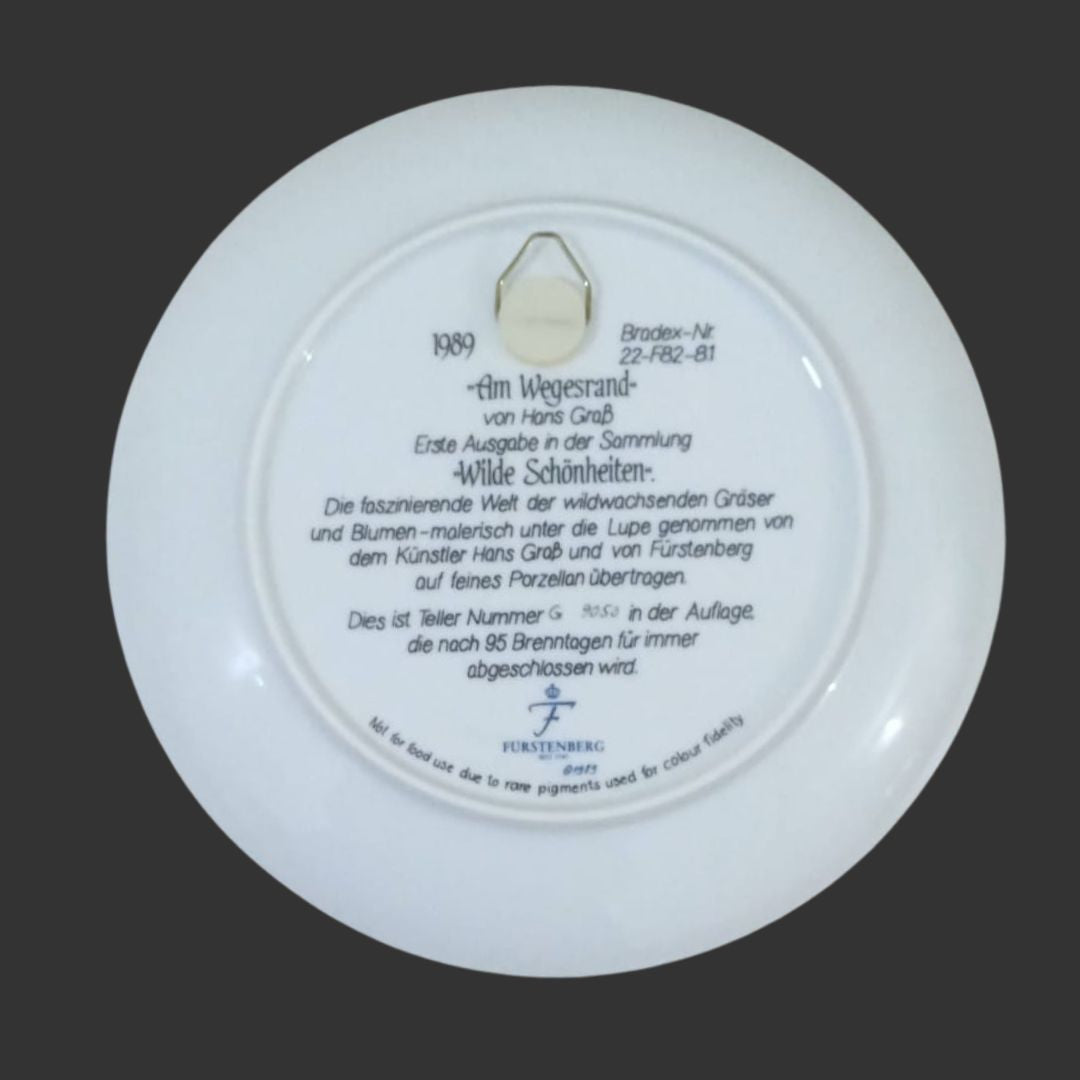 1989
Bradex-Nr.
22-F82-8.1
-Am Wegesrand-
von Hans Graß
Erste Ausgabe in der Sammlung
-Wilde Schönheiten-.
Die faszinierende Welt der wildwachsenden Gräser
und Blumen-malerisch unter die Lupe genommen von
dem Künstler Hans Graß und von Fürstenberg
auf feines Porzellan übertragen.
Dies ist Teller Nummer G 9050 in der Auflage,
die nach 95 Brenntagen für immer
abgeschlossen wird.
F
FÜRSTENBERG
©1989
Not for food use due to rare pigments used for colour fidelity